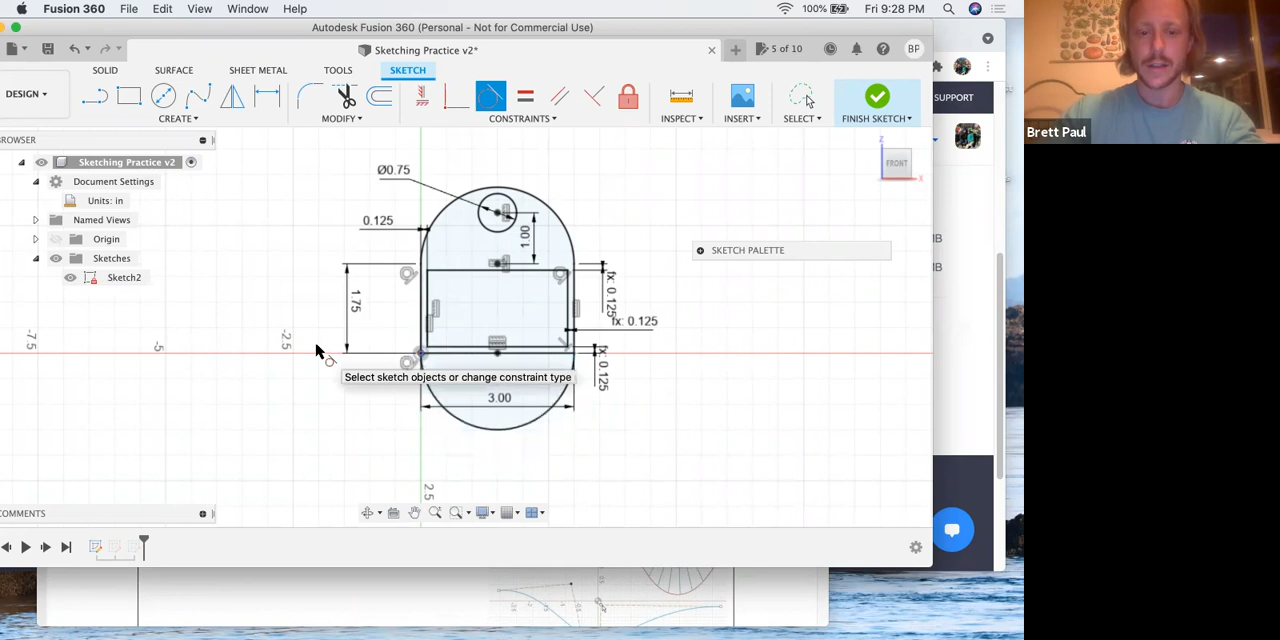 Fusion 360 File Edit View Window Help 100% Fri 9:28 PM
Autodesk Fusion 360 (Personal - Not for Commercial Use)
Sketching Practice v2* 5 of 10 BP
SOLID SURFACE SHEET METAL TOOLS SKETCH
DESIGN
CREATE MODIFY CONSTRAINTS INSPECT INSERT SELECT FINISH SKETCH
SUPPORT
Brett Paul
BROWSER
Sketching Practice v2
Document Settings
Units: in
Named Views
Origin
Sketches
Sketch2
Z
FRONT
X
SKETCH PALETTE
Ø0.75
0.125
1.00
1.75
fx: 0.125
fx: 0.125
fx: 0.125
3.00
-7.5
-5
-2.5
2.5
Select sketch objects or change constraint type
COMMENTS